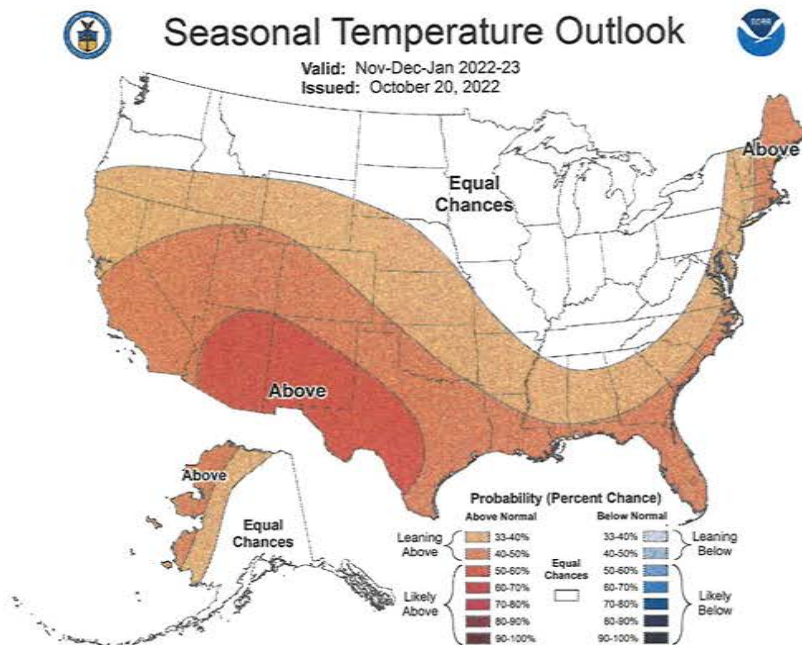 Seasonal Temperature Outlook
Valid: Nov-Dec-Jan 2022-23
Issued: October 20, 2022
Above
Equal
Chances
Above
Above
Equal
Chances
Probability (Percent Chance)
Above Normal
Below Normal
Leaning
Above
33-40%
40-50%
Likely
Above
50-60%
60-70%
70-80%
80-90%
90-100%
Equal
Chances
33-40%
40-50%
Leaning
Below
50-60%
60-70%
70-80%
80-90%
90-100%
Likely
Below